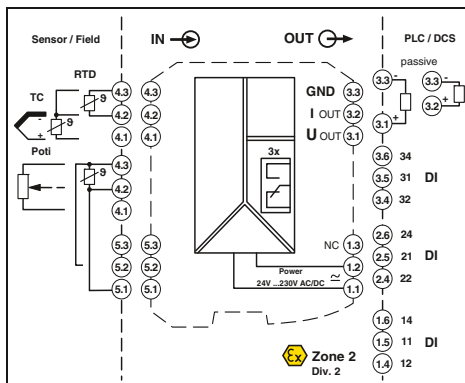 Sensor / Field
IN
OUT
PLC / DCS
passive
RTD
TC
ϑ
4.3
4.3
GND
3.3
3.3
-
3.3
-
-
+
ϑ
4.2
4.2
I OUT
3.2
3.2
+
4.1
4.1
U OUT
3.1
3.1
+
Poti
3x
ϑ
4.3
3.6
34
4.2
3.5
31
DI
4.1
3.4
32
2.6
24
5.3
5.3
NC
1.3
2.5
21
DI
5.2
5.2
Power
1.2
2.4
22
5.1
5.1
24V ...230V AC/DC
≂
1.1
1.6
14
1.5
11
DI
1.4
12
Ex
Zone 2
Div. 2